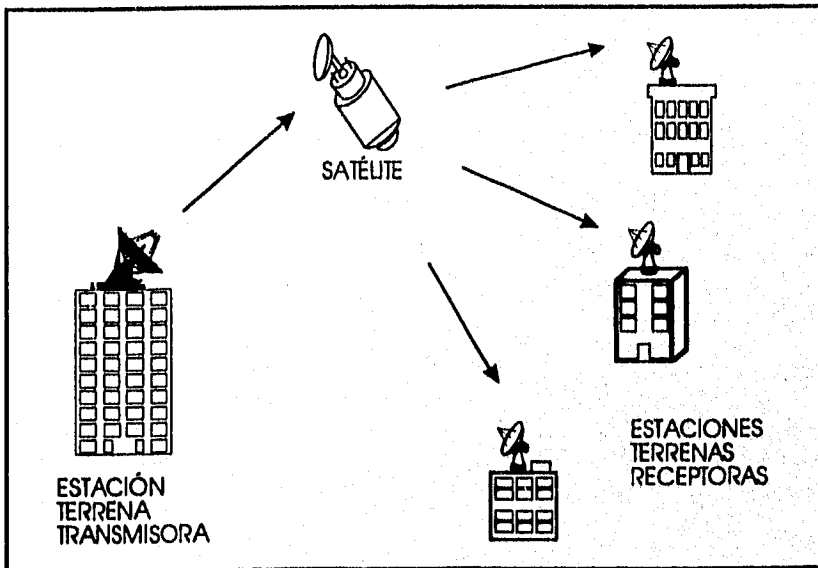 SATÉLITE
ESTACIÓN
TERRENA
TRANSMISORA
ESTACIONES
TERRENAS
RECEPTORAS